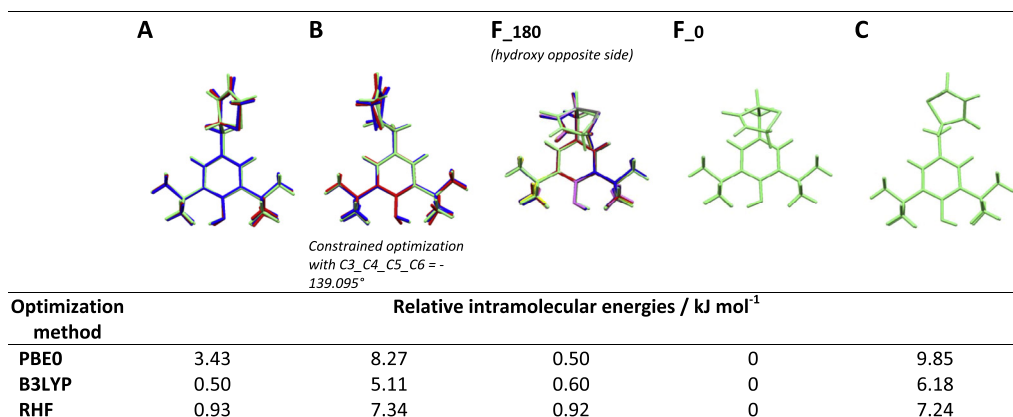 A B F_180 F_0 C
(hydroxy opposite side)
Constrained optimization
with C3_C4_C5_C6 = -
139.095°
Optimization Relative intramolecular energies / kJ mol-1
method
PBE0 3.43 8.27 0.50 0 9.85
B3LYP 0.50 5.11 0.60 0 6.18
RHF 0.93 7.34 0.92 0 7.24